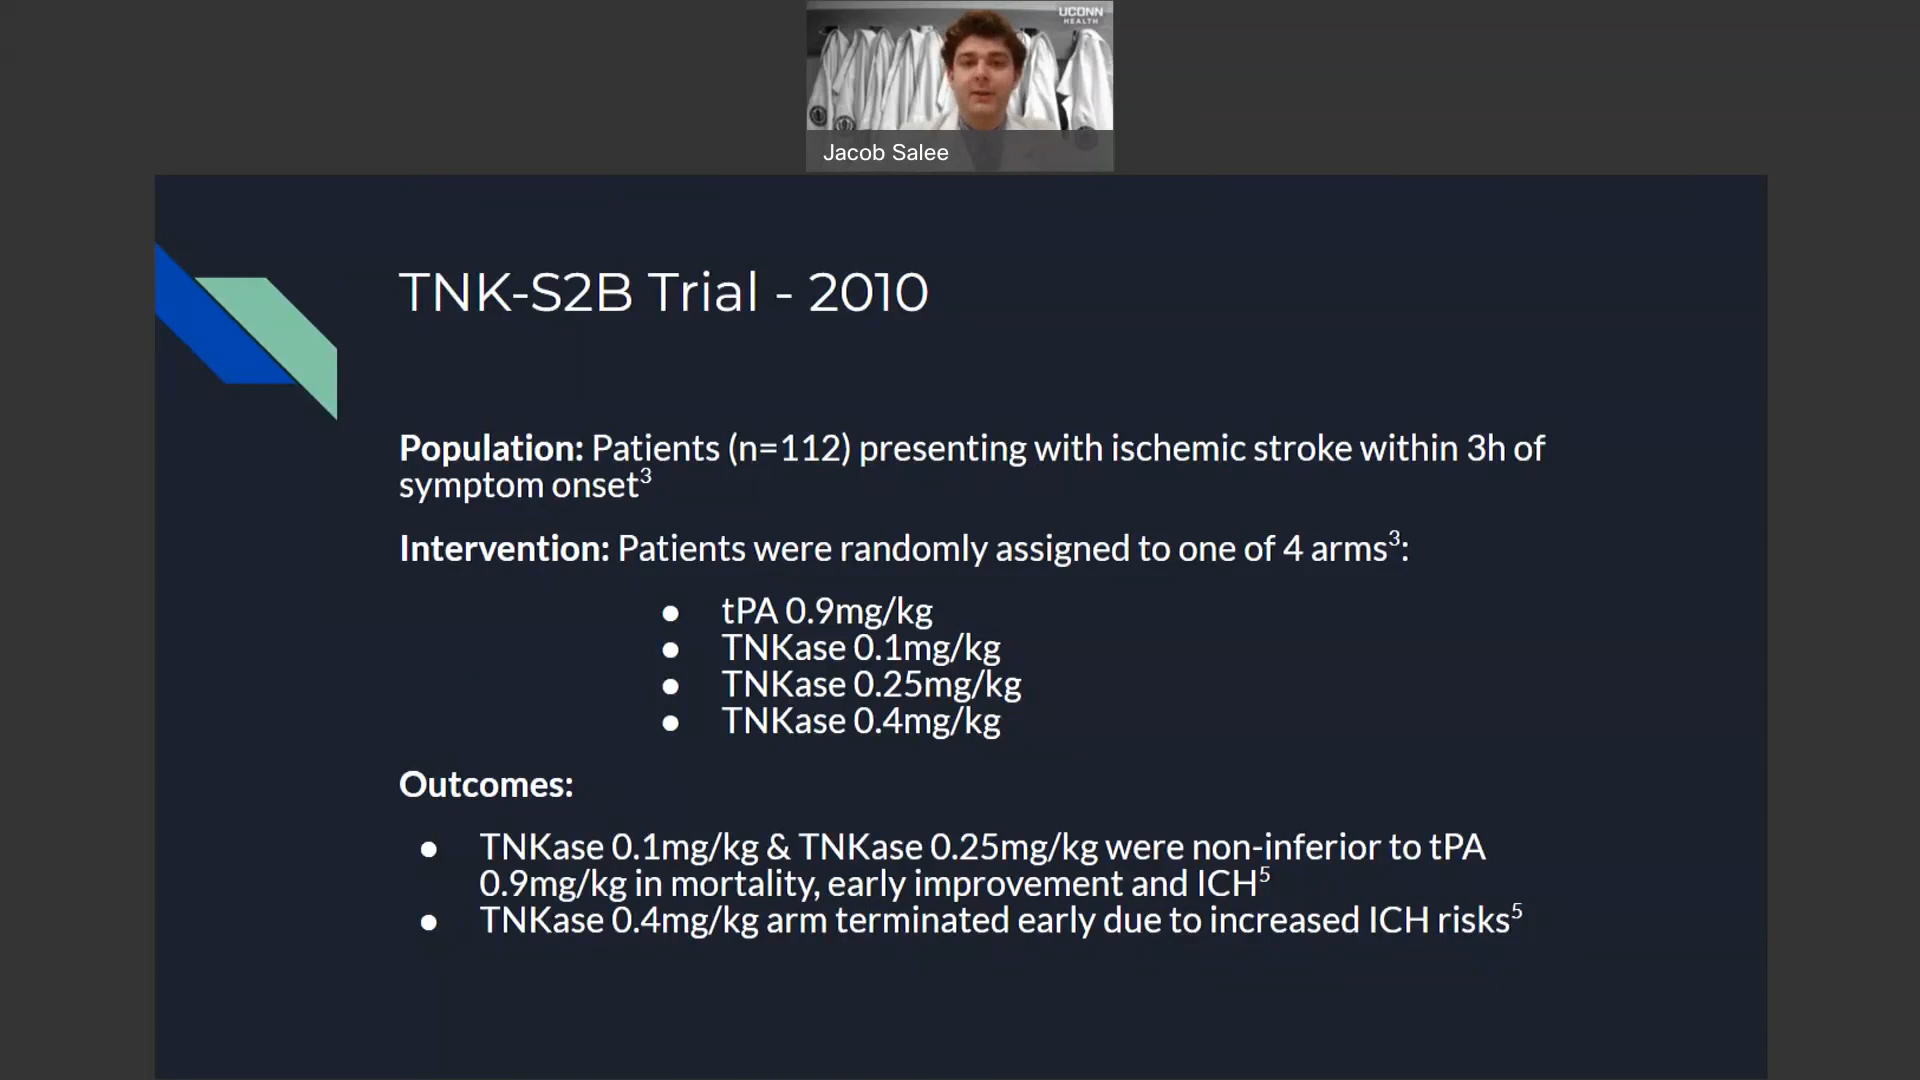 UCONN
HEALTH
Jacob Salee
TNK-S2B Trial - 2010
Population: Patients (n=112) presenting with ischemic stroke within 3h of
symptom onset³
Intervention: Patients were randomly assigned to one of 4 arms³:
● tPA 0.9mg/kg
● TNKase 0.1mg/kg
● TNKase 0.25mg/kg
● TNKase 0.4mg/kg
Outcomes:
● TNKase 0.1mg/kg & TNKase 0.25mg/kg were non-inferior to tPA
0.9mg/kg in mortality, early improvement and ICH⁵
● TNKase 0.4mg/kg arm terminated early due to increased ICH risks⁵